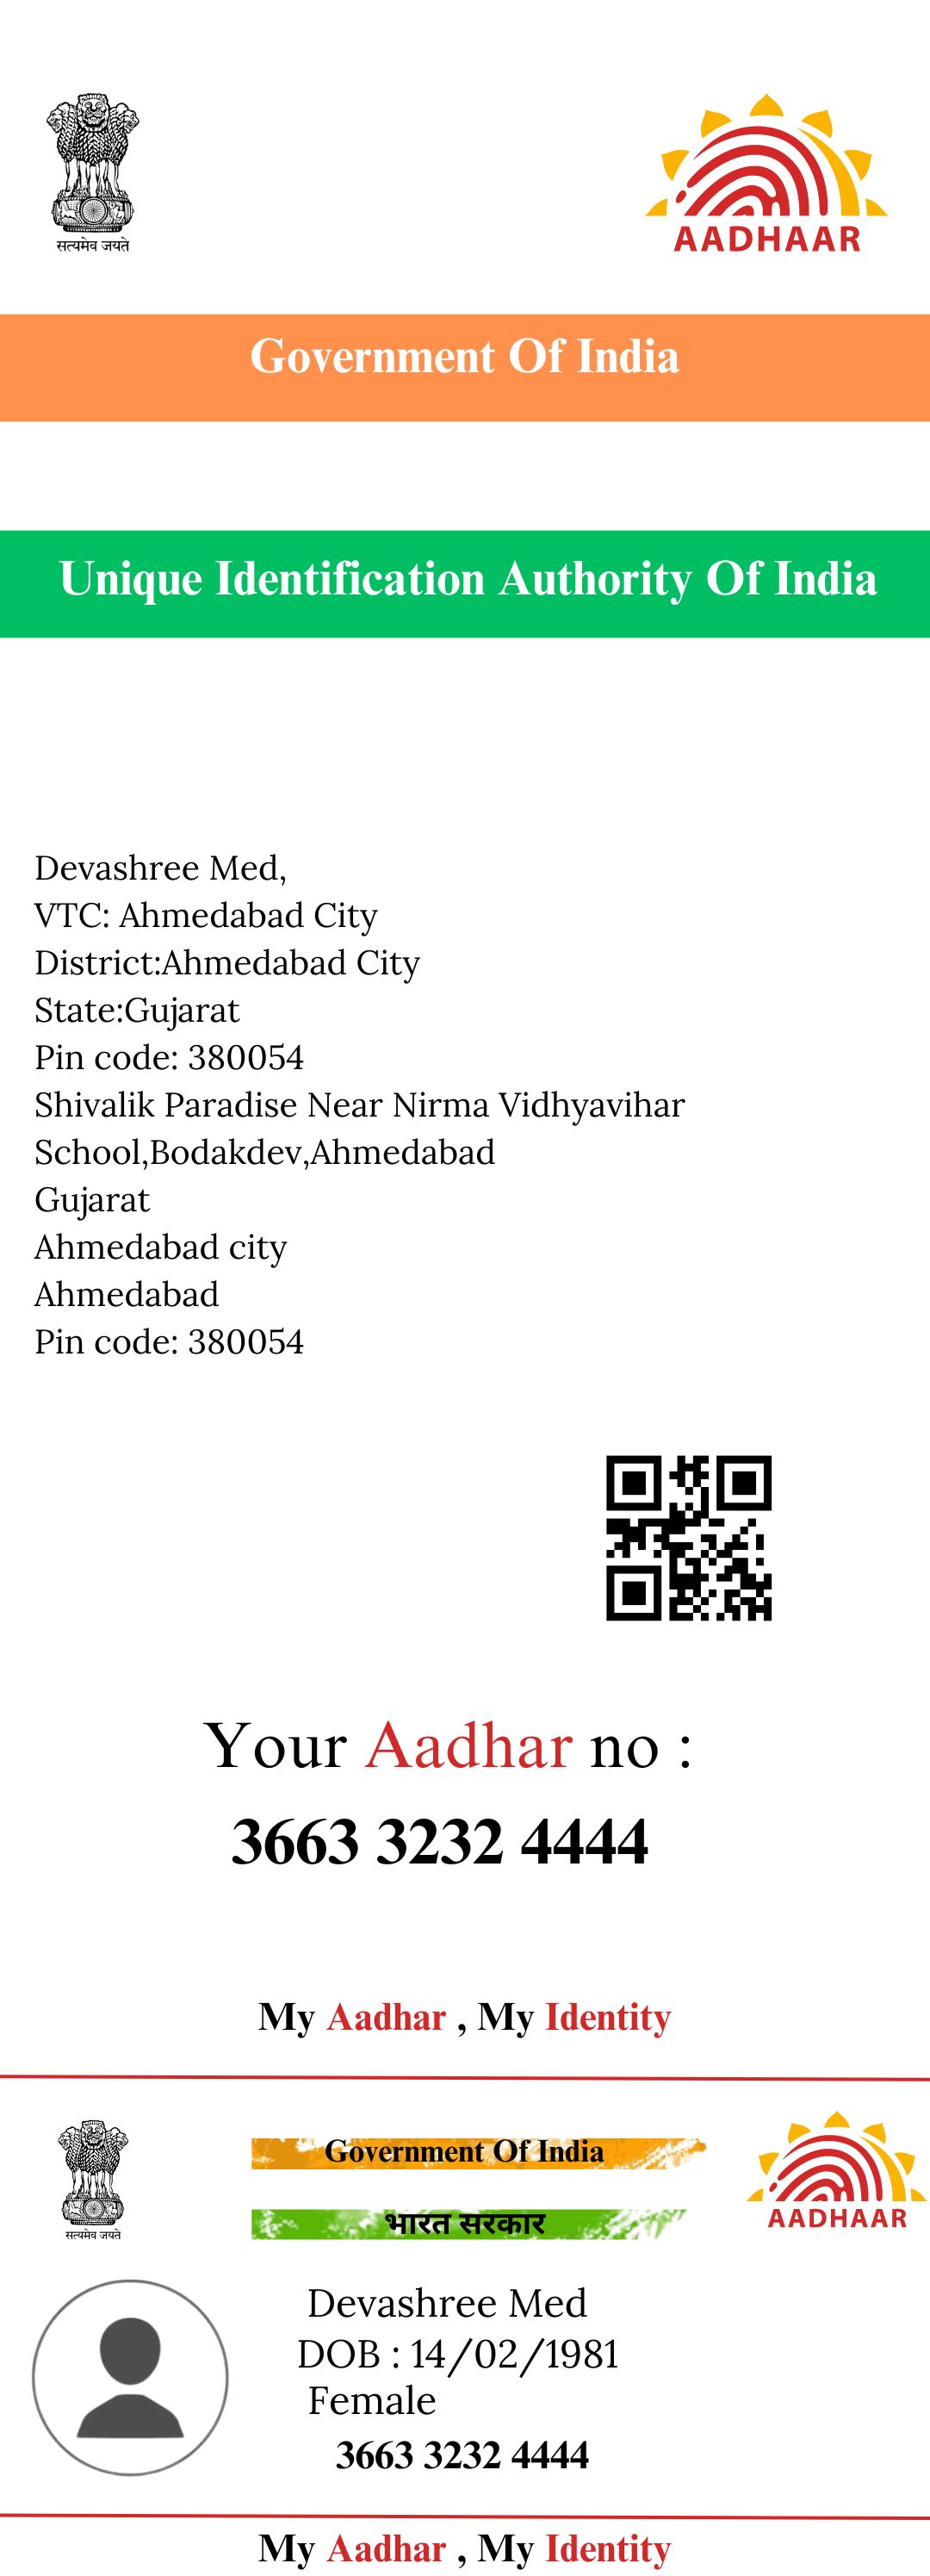 सत्यमेव जयते
AADHAAR
Government Of India
Unique Identification Authority Of India
Devashree Med,
VTC: Ahmedabad City
District:Ahmedabad City
State:Gujarat
Pin code: 380054
Shivalik Paradise Near Nirma Vidhyavihar
School,Bodakdev,Ahmedabad
Gujarat
Ahmedabad city
Ahmedabad
Pin code: 380054
Your Aadhar no :
3663 3232 4444
My Aadhar , My Identity
सत्यमेव जयते
Government Of India
भारत सरकार
AADHAAR
Devashree Med
DOB : 14/02/1981
Female
3663 3232 4444
My Aadhar , My Identity